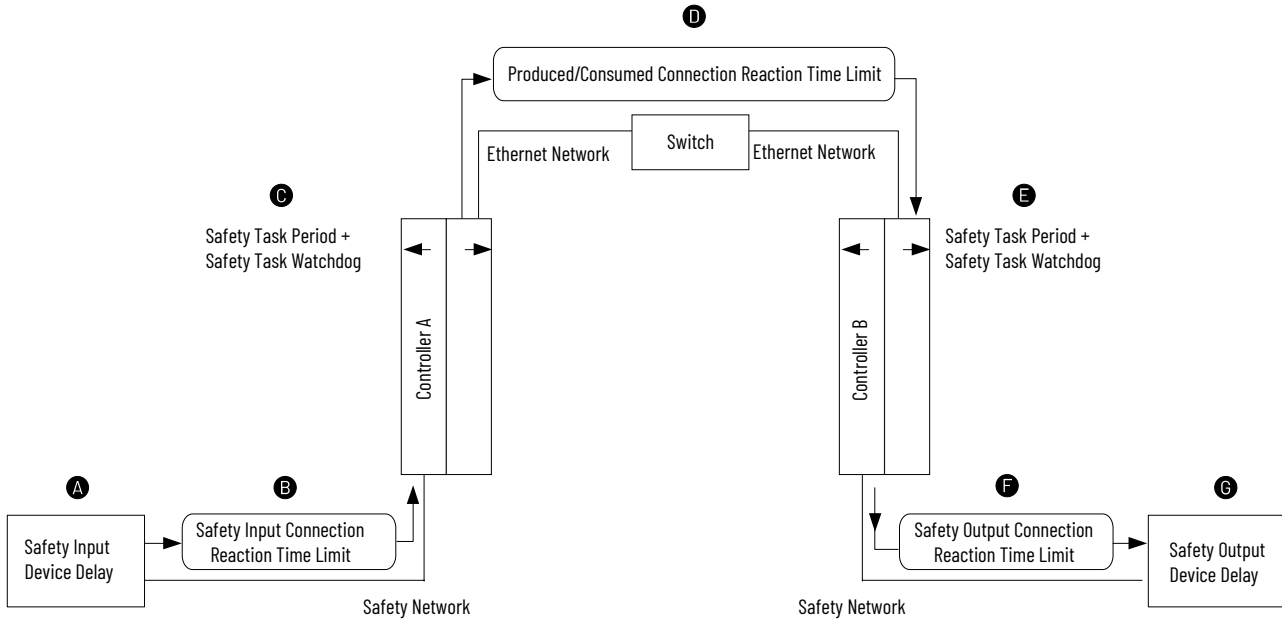 D
Produced/Consumed Connection Reaction Time Limit
Switch
Ethernet Network
Ethernet Network
C
Safety Task Period +
Safety Task Watchdog
E
Safety Task Period +
Safety Task Watchdog
Controller A
Controller B
A
Safety Input
Device Delay
B
Safety Input Connection
Reaction Time Limit
Safety Network
F
Safety Output Connection
Reaction Time Limit
G
Safety Output
Device Delay
Safety Network